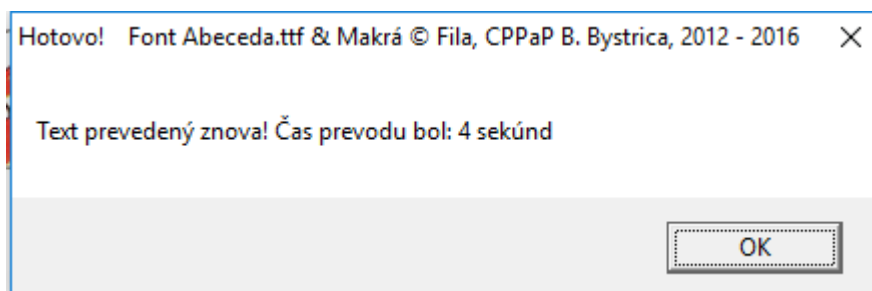 Hotovo! Font Abeceda.ttf & Makrá © Fila, CPPaP B. Bystrica, 2012 - 2016
Text prevedený znova! Čas prevodu bol: 4 sekúnd
OK